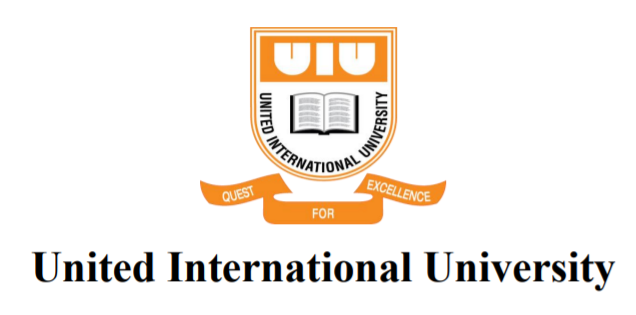 UIU
UNITED INTERNATIONAL UNIVERSITY
QUEST
FOR
EXCELLENCE
United International University